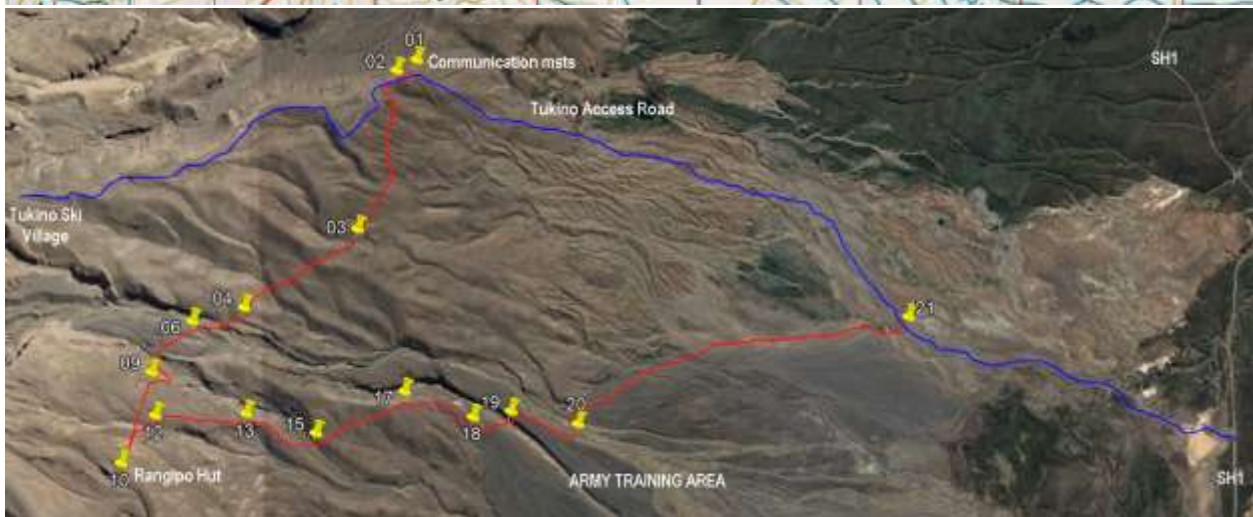 01
02
Communication msts
SH1
Tukino Access Road
Tukino Ski
Village
03
04
06
21
09
17
19
20
12
13
15
18
10
Rangipo Hut
ARMY TRAINING AREA
SH1